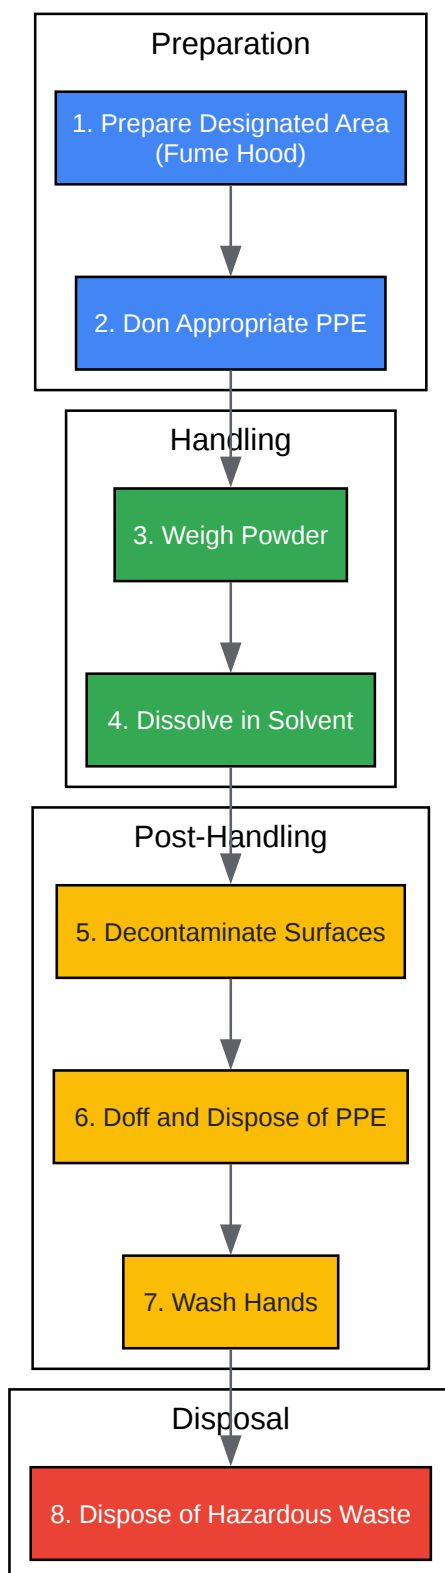 Preparation
1. Prepare Designated Area
(Fume Hood)
2. Don Appropriate PPE
Handling
3. Weigh Powder
4. Dissolve in Solvent
Post-Handling
5. Decontaminate Surfaces
6. Doff and Dispose of PPE
7. Wash Hands
Disposal
8. Dispose of Hazardous Waste